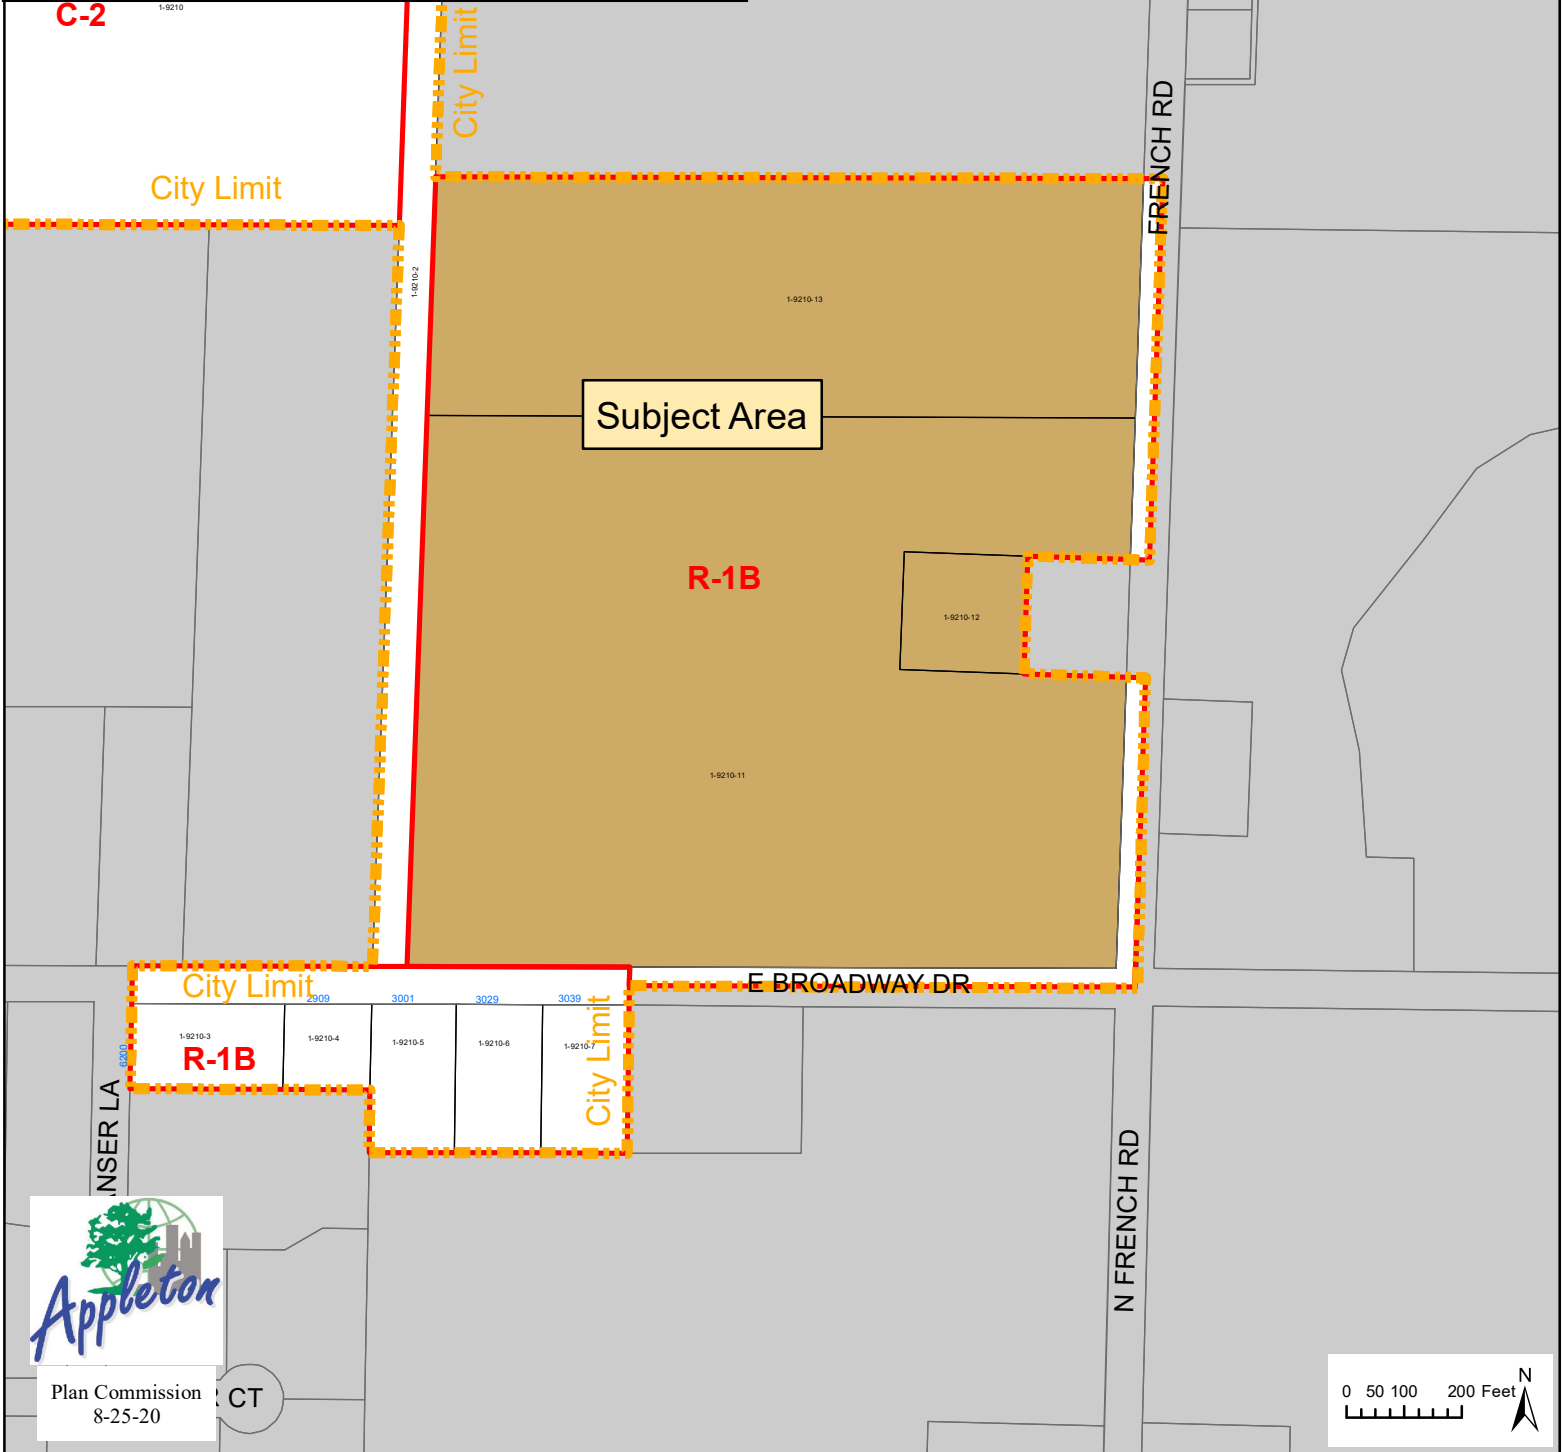 C-2
1-9210
City Limit
FRENCH RD
City Limit
1-9210-2
1-9210-13
Subject Area
R-1B
1-9210-12
1-9210-11
E BROADWAY DR
City Limit
2909
3001
3029
3039
1-9210-3
1-9210-4
1-9210-5
1-9210-6
1-9210-7
City Limit
R-1B
6200
ANSER LA
N FRENCH RD
Appleton
Plan Commission
8-25-20
CT
N
0 50 100 200 Feet